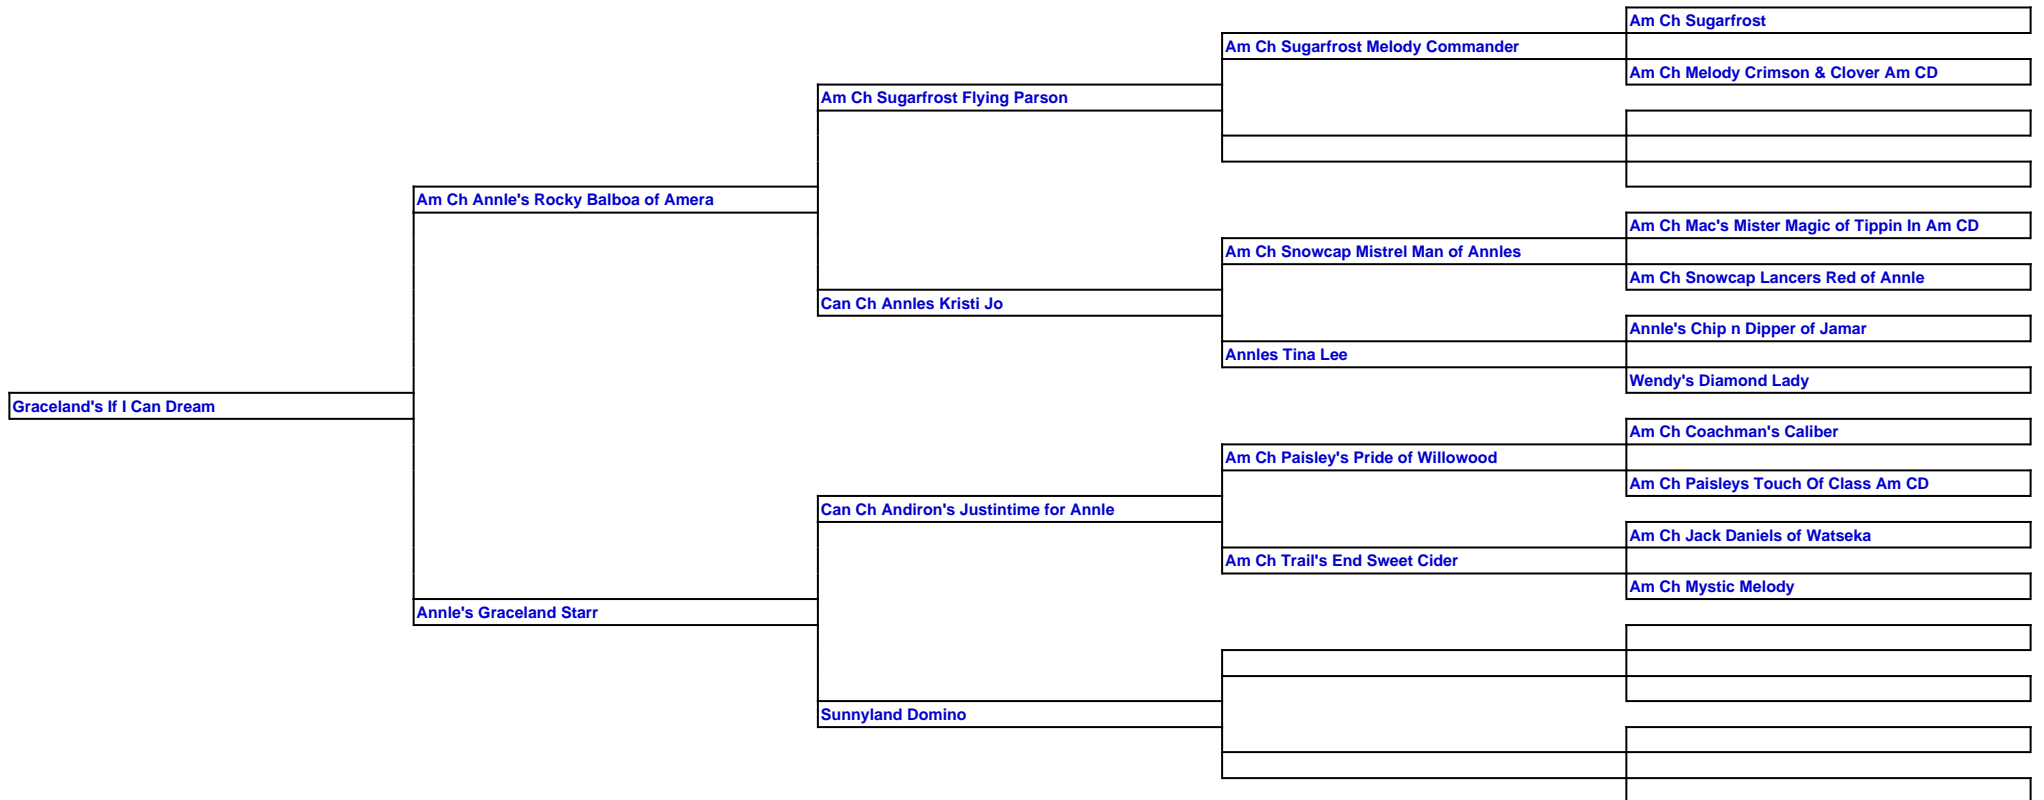 Am Ch Sugarfrost
Am Ch Sugarfrost Melody Commander
Am Ch Melody Crimson & Clover Am CD
Am Ch Sugarfrost Flying Parson
Am Ch Annle's Rocky Balboa of Amera
Am Ch Mac's Mister Magic of Tippin In Am CD
Am Ch Snowcap Mistrel Man of Annles
Am Ch Snowcap Lancers Red of Annle
Can Ch Annles Kristi Jo
Annle's Chip n Dipper of Jamar
Annles Tina Lee
Wendy's Diamond Lady
Graceland's If I Can Dream
Am Ch Coachman's Caliber
Am Ch Paisley's Pride of Willowood
Am Ch Paisleys Touch Of Class Am CD
Can Ch Andiron's Justintime for Annle
Am Ch Jack Daniels of Watseka
Am Ch Trail's End Sweet Cider
Am Ch Mystic Melody
Annle's Graceland Starr
Sunnyland Domino